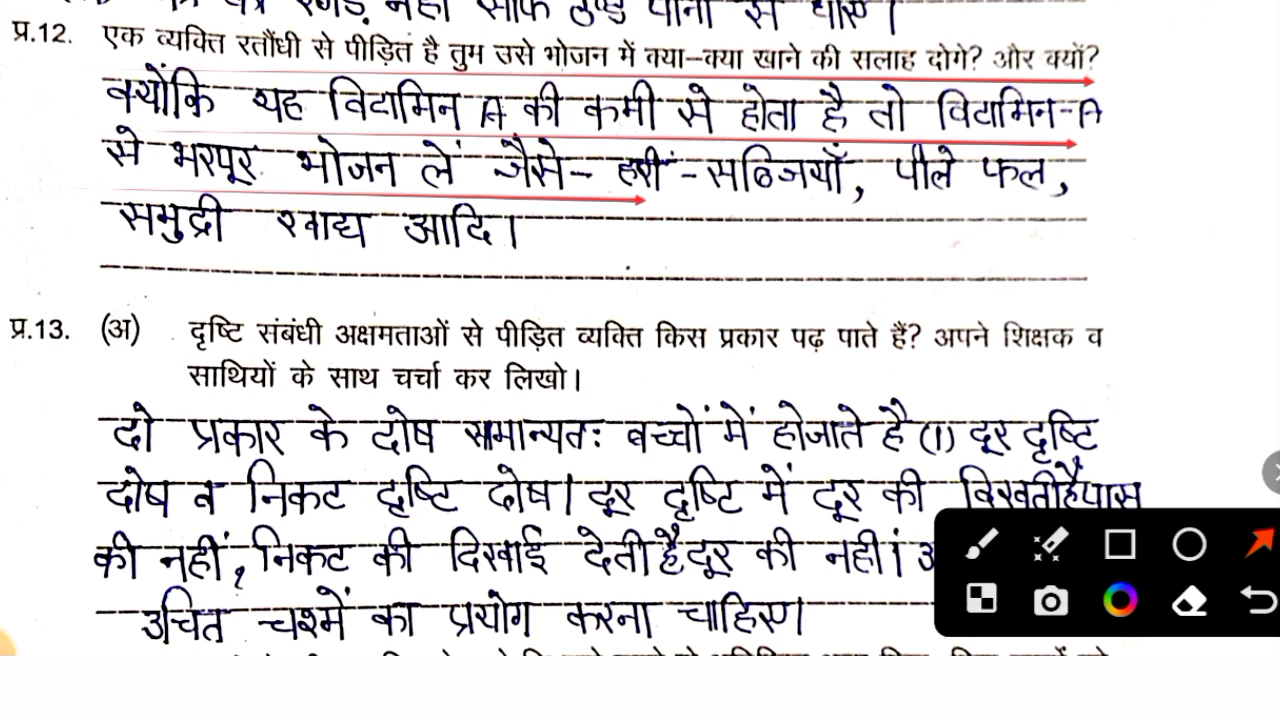 साफ ठण्डे पानी से धोए।
प्र.12. एक व्यक्ति रतौंधी से पीड़ित है तुम उसे भोजन में क्या–क्या खाने की सलाह दोगे? और क्यों?
क्योंकि यह विटामिन A की कमी से होता है तो विटामिन-A
से भरपूर भोजन लें जैसे- हरी-सब्जियाँ, पीले फल,
समुद्री खाद्य आदि।
प्र.13. (अ) दृष्टि संबंधी अक्षमताओं से पीड़ित व्यक्ति किस प्रकार पढ़ पाते हैं? अपने शिक्षक व
साथियों के साथ चर्चा कर लिखो।
दो प्रकार के दोष सामान्यतः बच्चों में होजाते है (1) दूर दृष्टि
दोष व निकट दृष्टि दोष। दूर दृष्टि में दूर की दिखतीहै पास
की नहीं, निकट की दिखाई देती है दूर की नहीं।
उचित चश्में का प्रयोग करना चाहिए।